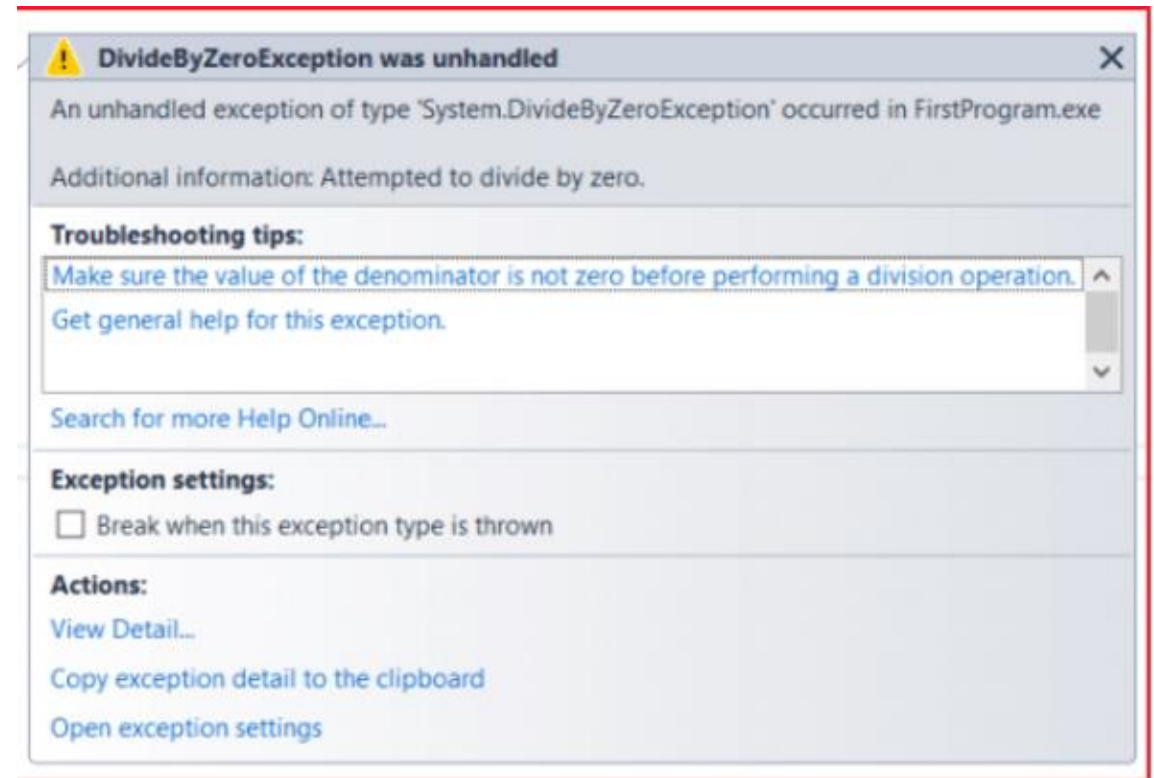 DivideByZeroException was unhandled
An unhandled exception of type 'System.DivideByZeroException' occurred in FirstProgram.exe
Additional information: Attempted to divide by zero.
Troubleshooting tips:
Make sure the value of the denominator is not zero before performing a division operation.
Get general help for this exception.
Search for more Help Online...
Exception settings:
Break when this exception type is thrown
Actions:
View Detail...
Copy exception detail to the clipboard
Open exception settings